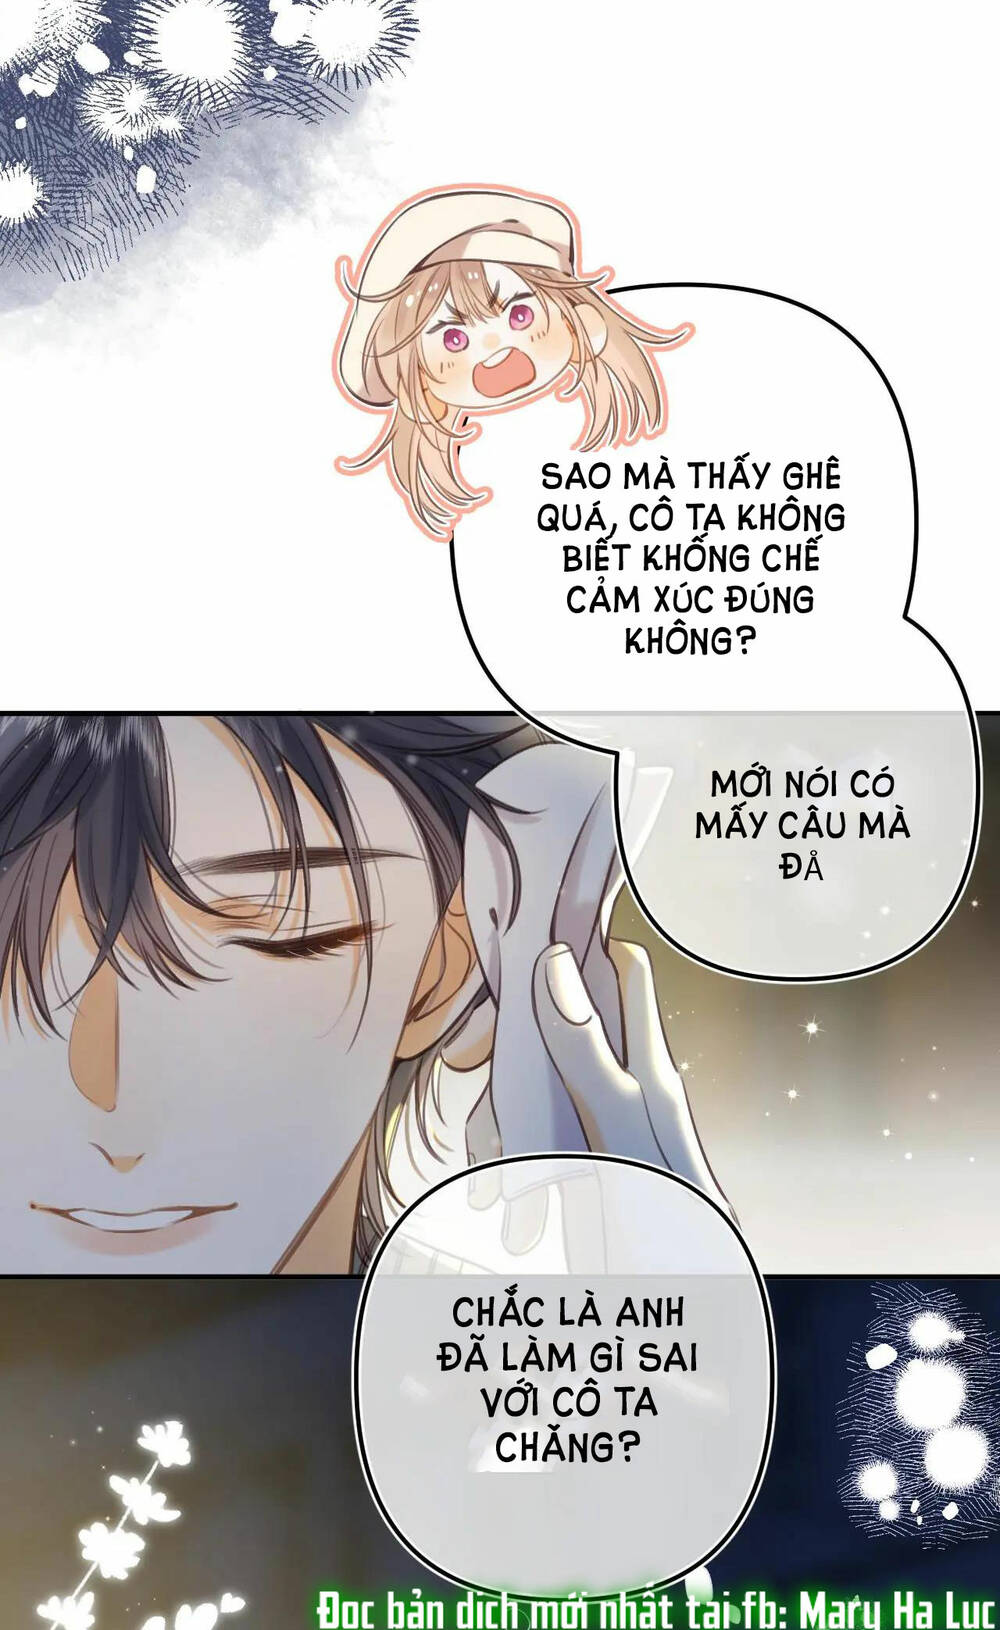 SAO MÀ THẤY GHÊ
QUÁ, CÔ TA KHÔNG
BIẾT KHỐNG CHẾ
CẢM XÚC ĐÚNG
KHÔNG?
MỚI NÓI CÓ
MẤY CÂU MÀ
ĐẢ
CHẮC LÀ ANH
ĐÃ LÀM GÌ SAI
VỚI CÔ TA
CHĂNG?
Đọc bản dịch mới nhất tại fb: Mary Ha Luc